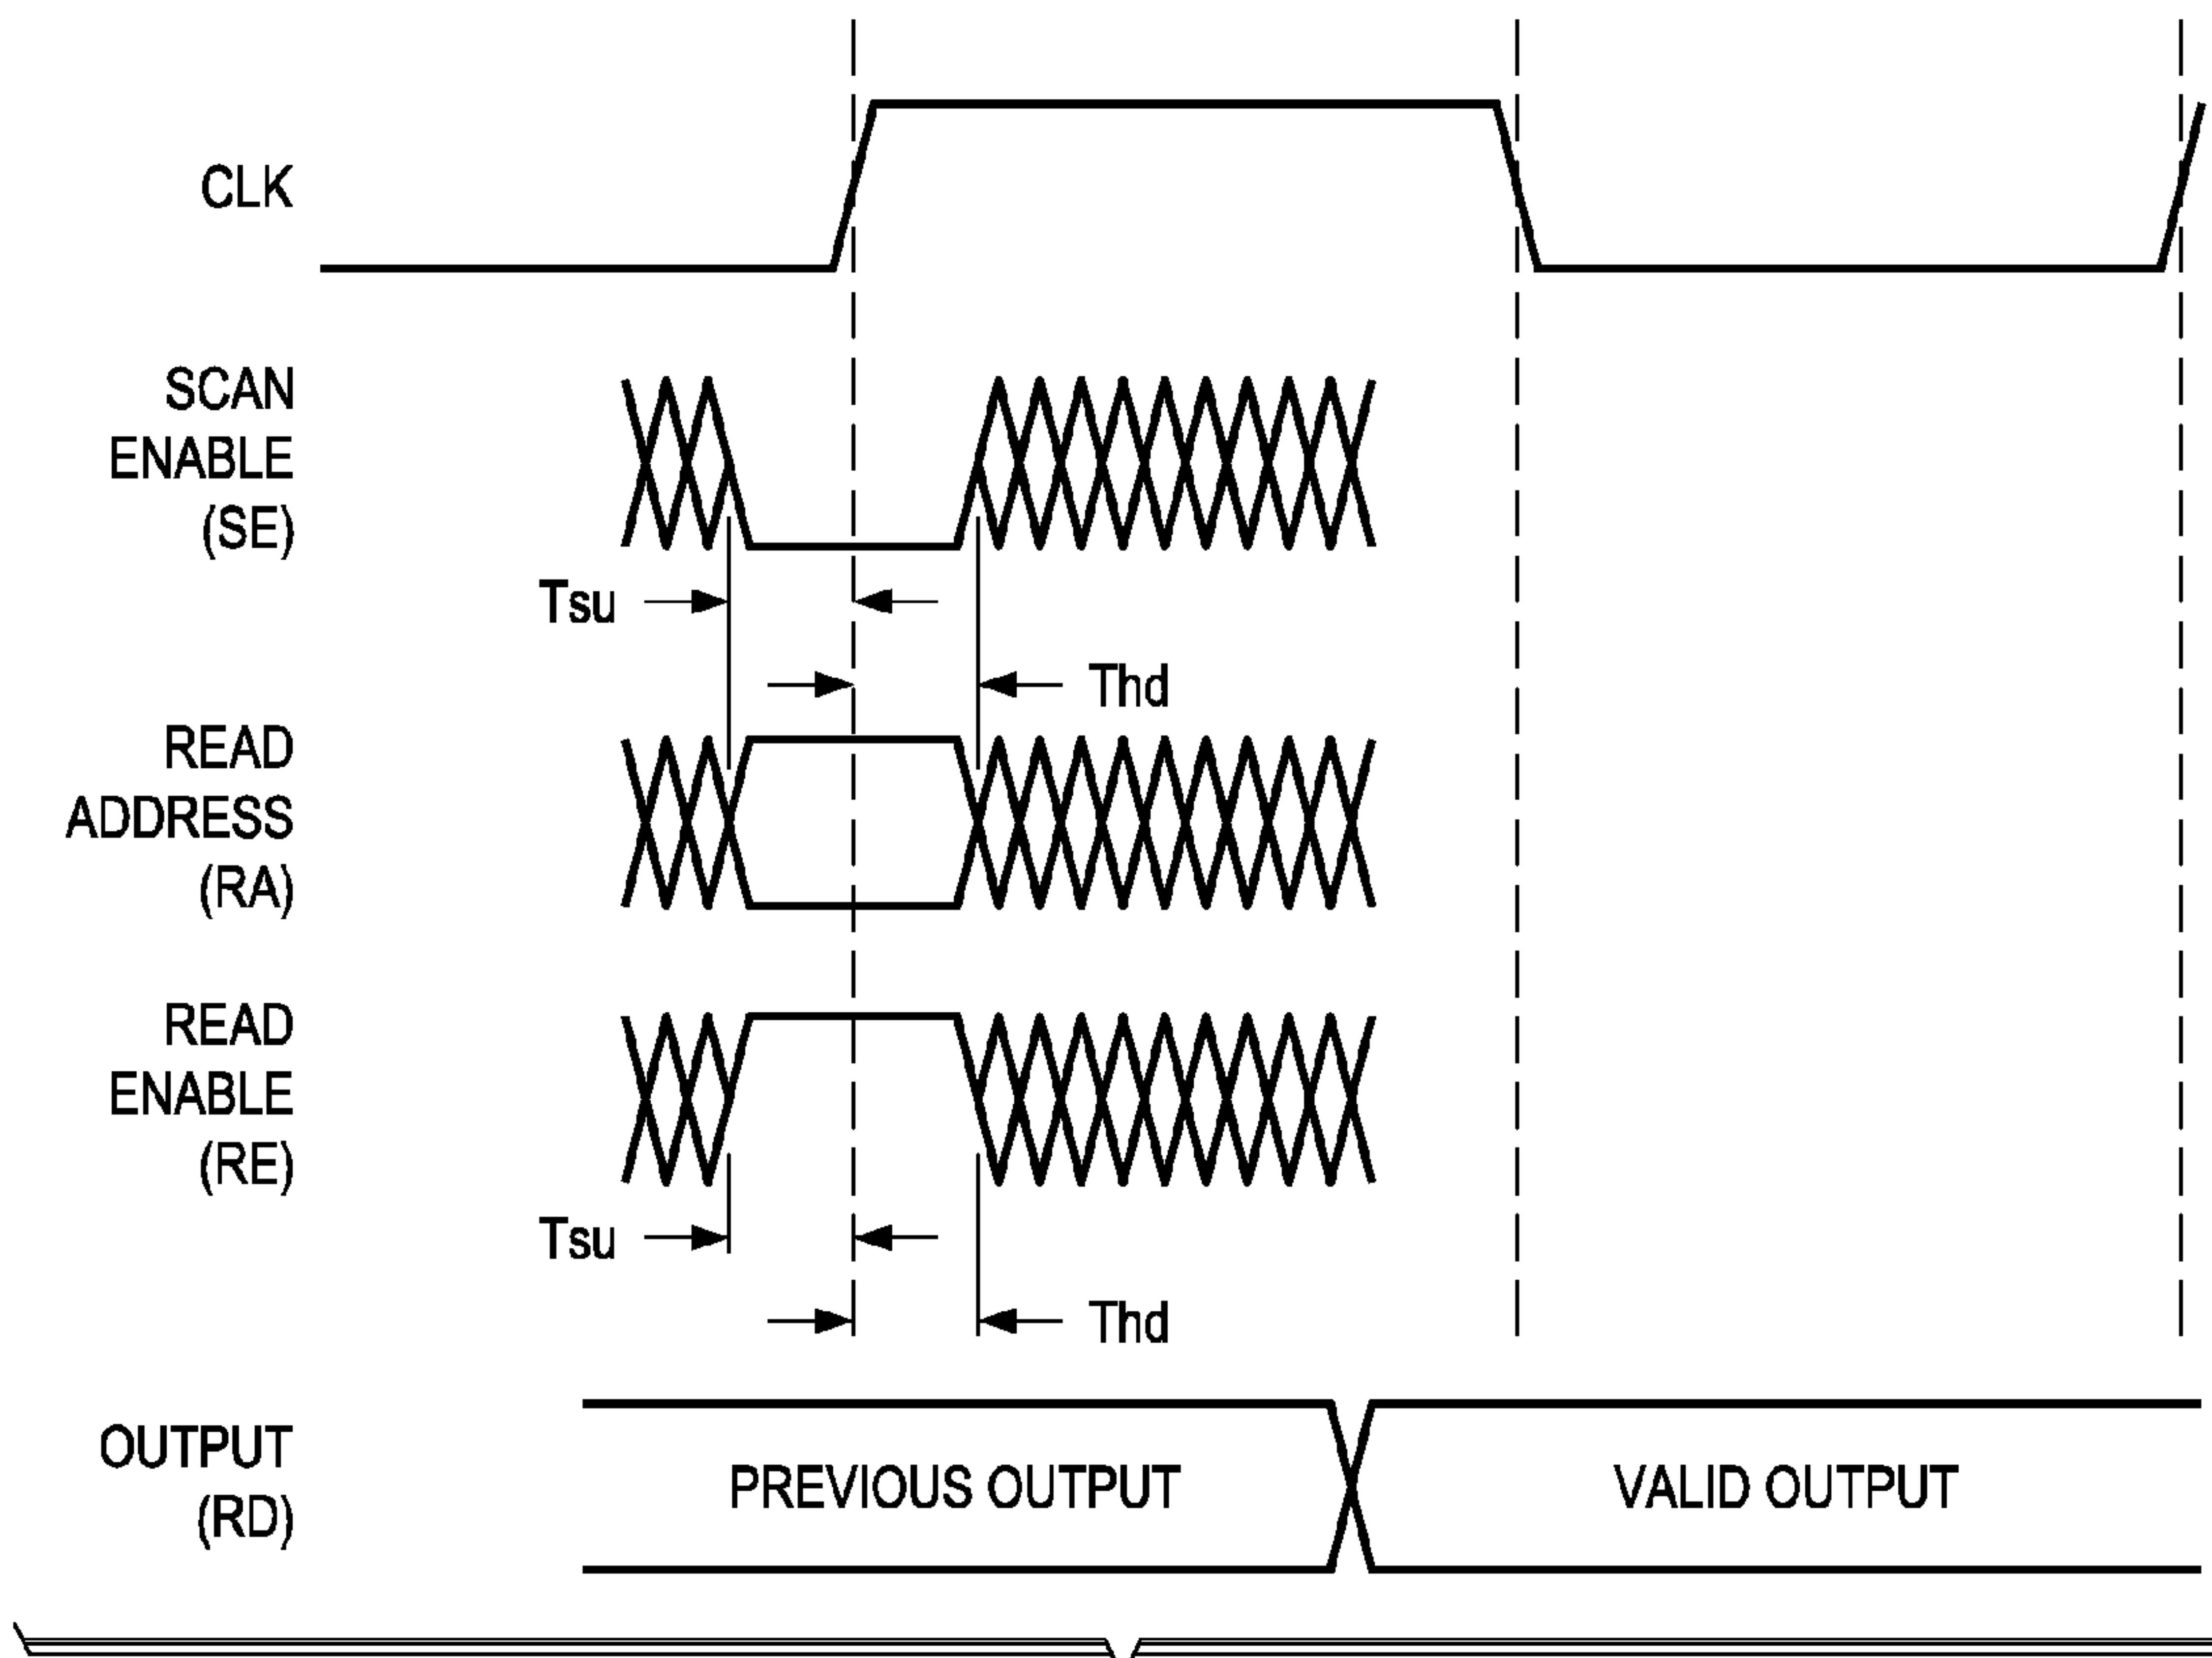 CLK
SCAN
ENABLE
(SE)
Tsu
Thd
READ
ADDRESS
(RA)
READ
ENABLE
(RE)
Tsu
Thd
OUTPUT
(RD)
PREVIOUS OUTPUT
VALID OUTPUT